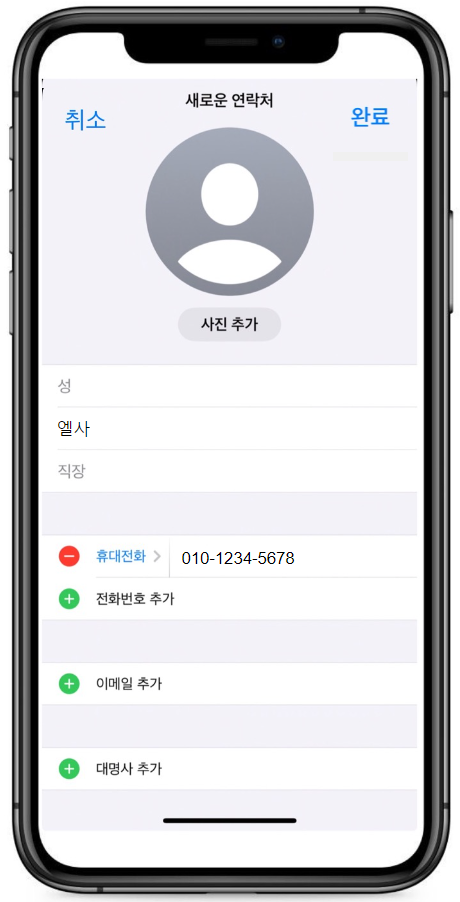 새로운 연락처
취소
완료
사진 추가
성
엘사
직장
휴대전화 010-1234-5678
전화번호 추가
이메일 추가
대명사 추가